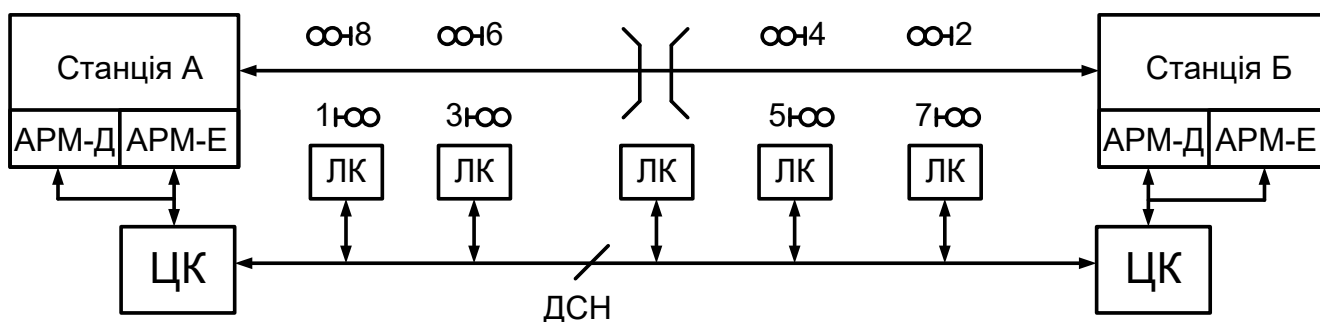 8 6 4 2
Станція А Станція Б
1 3 5 7
АРМ-Д АРМ-Е АРМ-Д АРМ-Е
ЛК ЛК ЛК ЛК ЛК
ЦК ЦК
ДСН